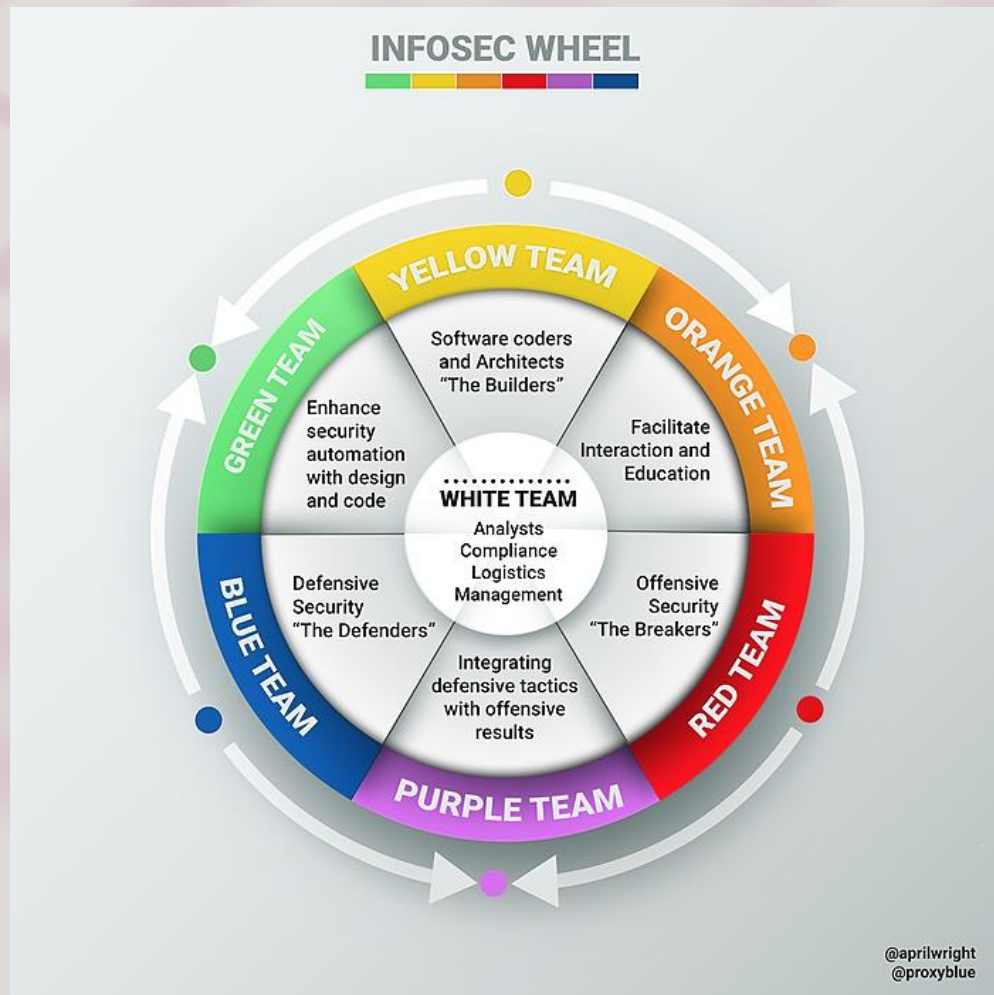 INFOSEC WHEEL
YELLOW TEAM
Software coders
and Architects
“The Builders”
ORANGE TEAM
Facilitate
Interaction and
Education
RED TEAM
Offensive
Security
“The Breakers”
PURPLE TEAM
Integrating
defensive tactics
with offensive
results
BLUE TEAM
Defensive
Security
“The Defenders”
GREEN TEAM
Enhance
security
automation
with design
and code
WHITE TEAM
Analysts
Compliance
Logistics
Management
@aprilwright
@proxyblue